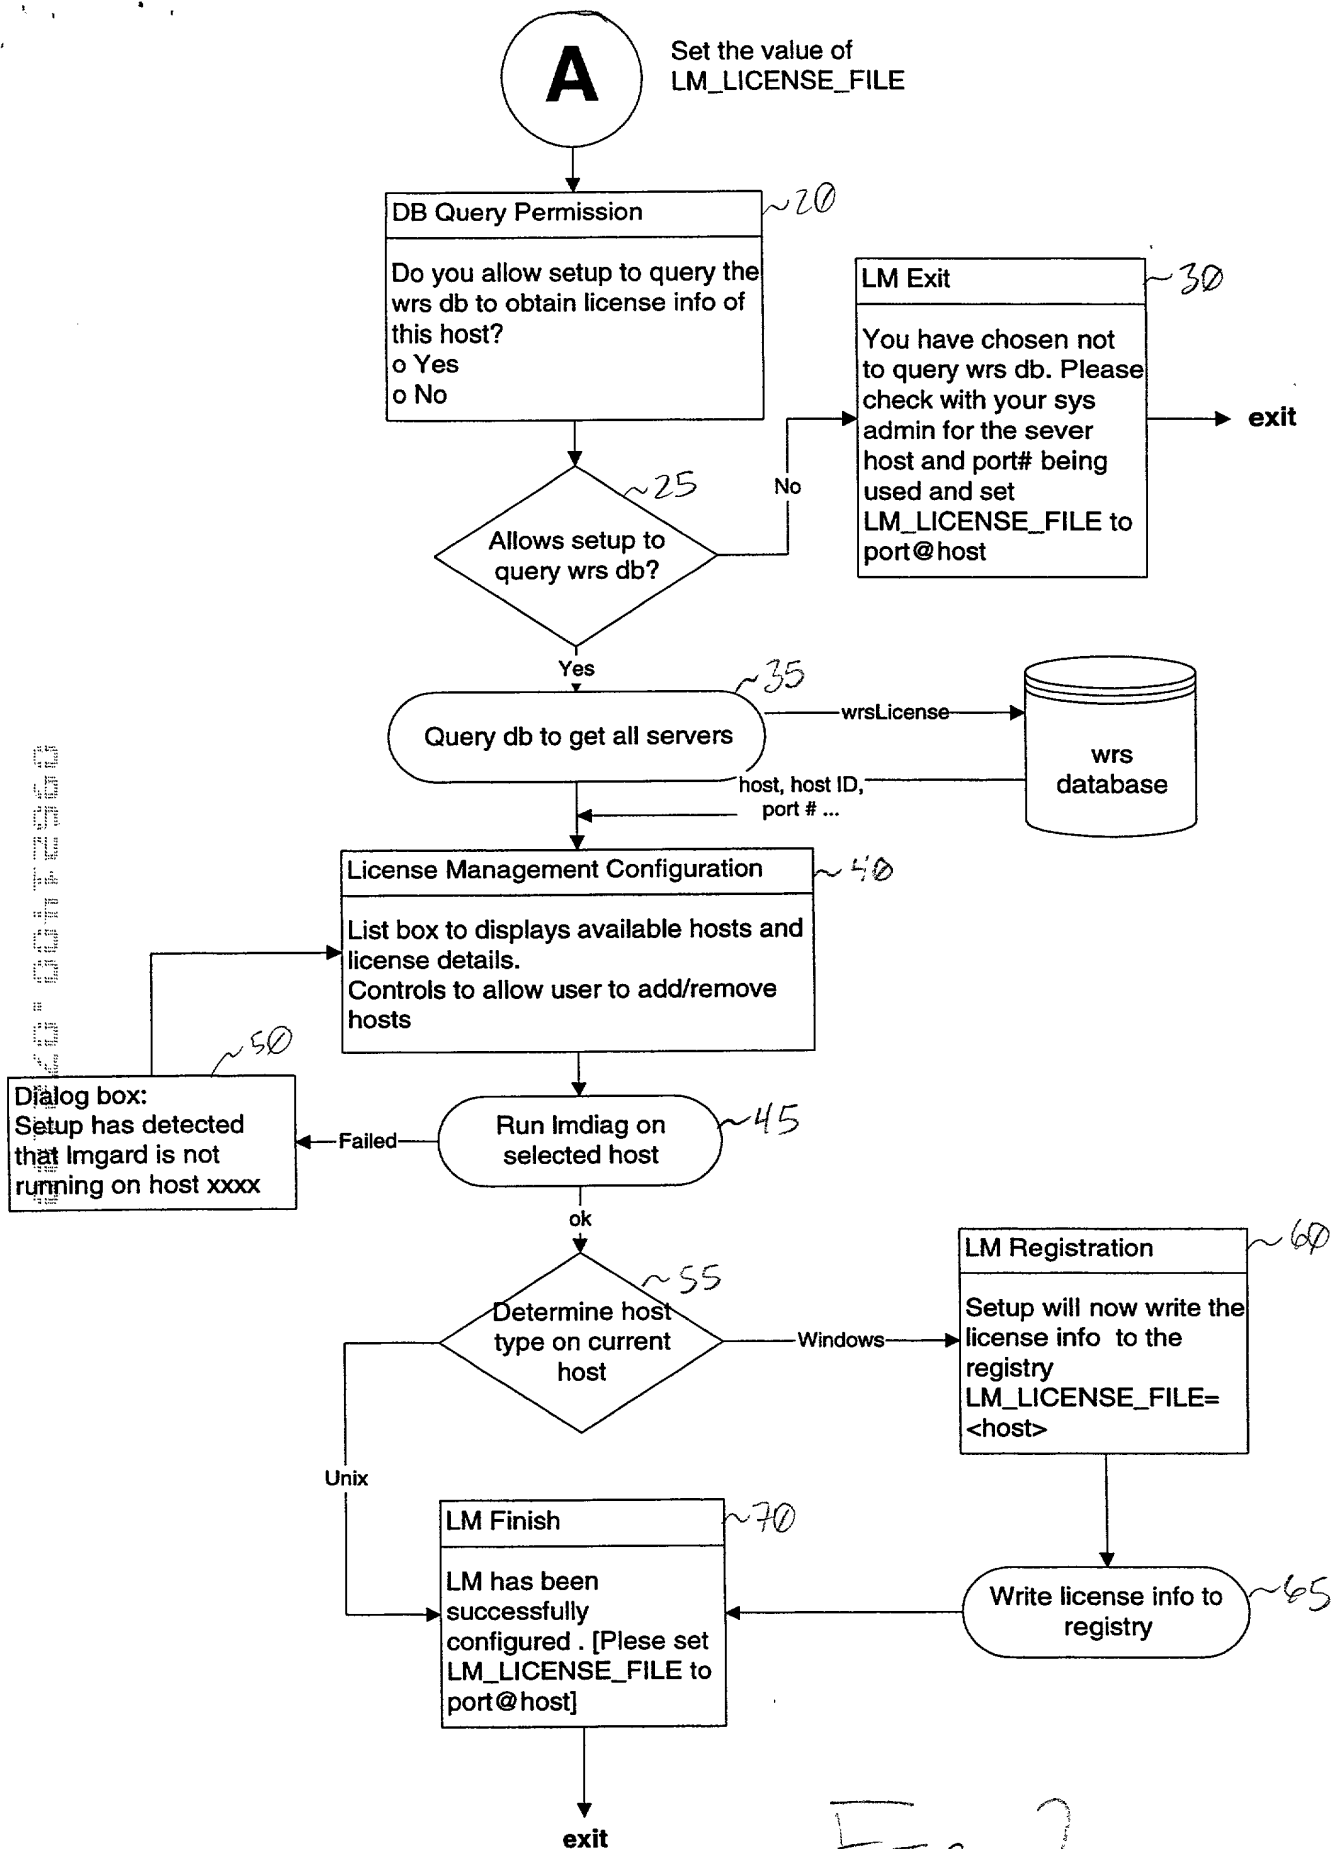 A
Set the value of
LM_LICENSE_FILE
DB Query Permission
~20
Do you allow setup to query the
wrs db to obtain license info of
this host?
o Yes
o No
LM Exit
~30
You have chosen not
to query wrs db. Please
check with your sys
admin for the sever
host and port# being
used and set
LM_LICENSE_FILE to
port@host
exit
~25
Allows setup to
query wrs db?
No
Yes
~35
Query db to get all servers
wrsLicense
wrs
database
host, host ID,
port # ...
License Management Configuration
~40
List box to displays available hosts and
license details.
Controls to allow user to add/remove
hosts
~50
Dialog box:
Setup has detected
that lmgard is not
running on host xxxx
Failed
Run lmdiag on
selected host
~45
ok
~55
Determine host
type on current
host
Windows
LM Registration
~60
Setup will now write the
license info to the
registry
LM_LICENSE_FILE=
<host>
Unix
LM Finish
~70
LM has been
successfully
configured . [Plese set
LM_LICENSE_FILE to
port@host]
Write license info to
registry
~65
exit